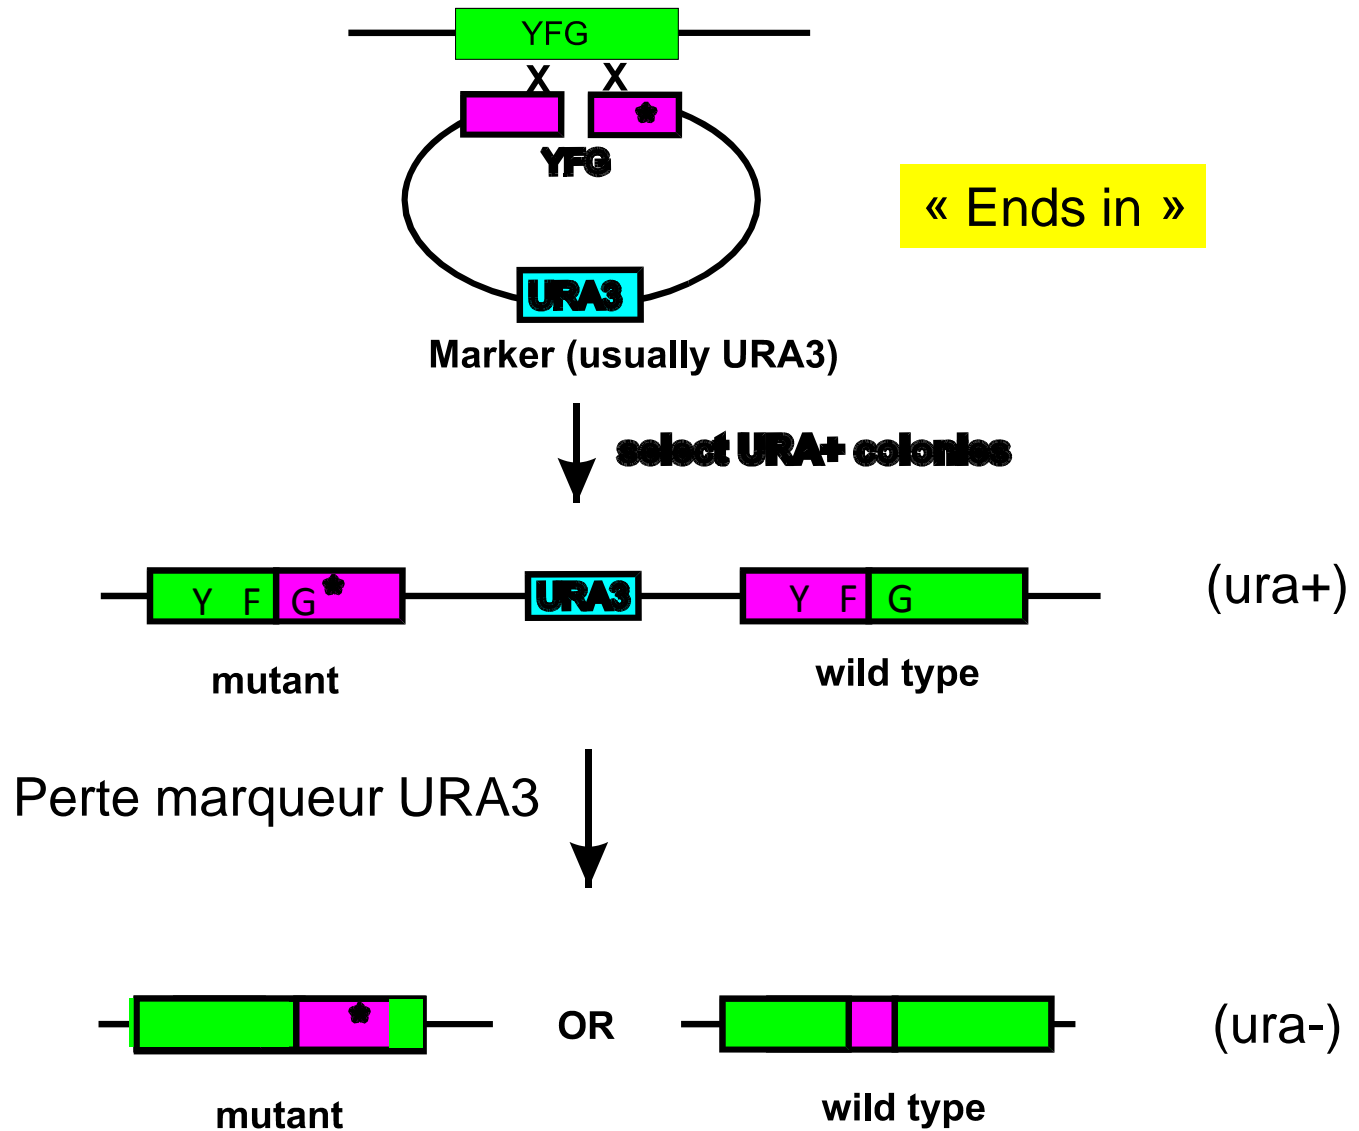 YFG
X X
YFG
« Ends in »
URA3
Marker (usually URA3)
select URA+ colonies
Y F G URA3 Y F G (ura+)
mutant wild type
Perte marqueur URA3
OR (ura-)
mutant wild type